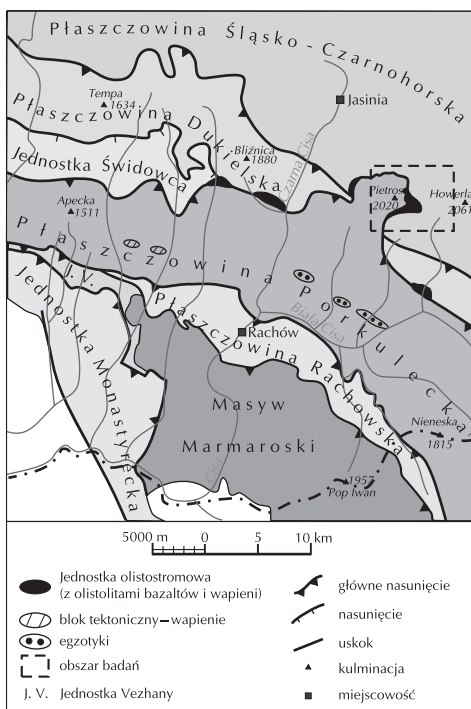 Płaszczowina Śląsko-Czarnohorska
Tempa
1634
Jasinia
Płaszczowina Dukielska
Czarna Cisa
Bliźnica
1880
Jednostka Świdowca
Pietros
2020
Howerla
2061
Apecka
1511
Płaszczowina Porkulecka
J. V.
Jednostka Monastyrecka
Płaszczowina Rachowska
Biała Cisa
Rachów
Masyw
Marmaroski
Nieneska
1815
Cisa
1957
Pop Iwan
5000 m 0 5 10 km
Jednostka olistostromowa
(z olistolitami bazaltów i wapieni)
blok tektoniczny–wapienie
egzotyki
obszar badań
J. V. Jednostka Vezhany
główne nasunięcie
nasunięcie
uskok
kulminacja
miejscowość